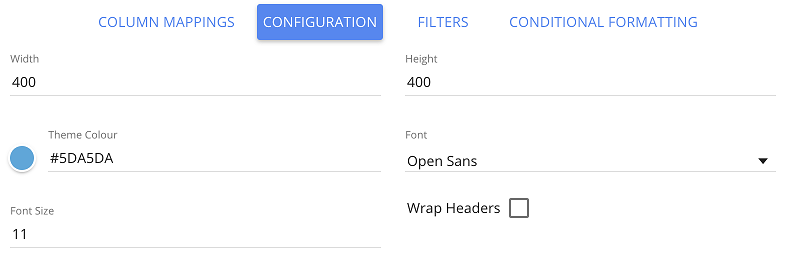 COLUMN MAPPINGS CONFIGURATION FILTERS CONDITIONAL FORMATTING
Width Height
400 400
Theme Colour Font
#5DA5DA Open Sans
Font Size Wrap Headers
11